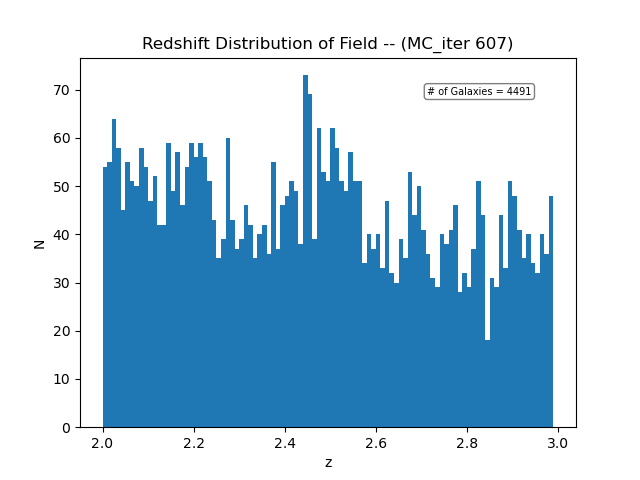 Redshift Distribution of Field -- (MC_iter 607)
# of Galaxies = 4491
70
60
50
40
30
20
10
0
N
2.0 2.2 2.4 2.6 2.8 3.0
z